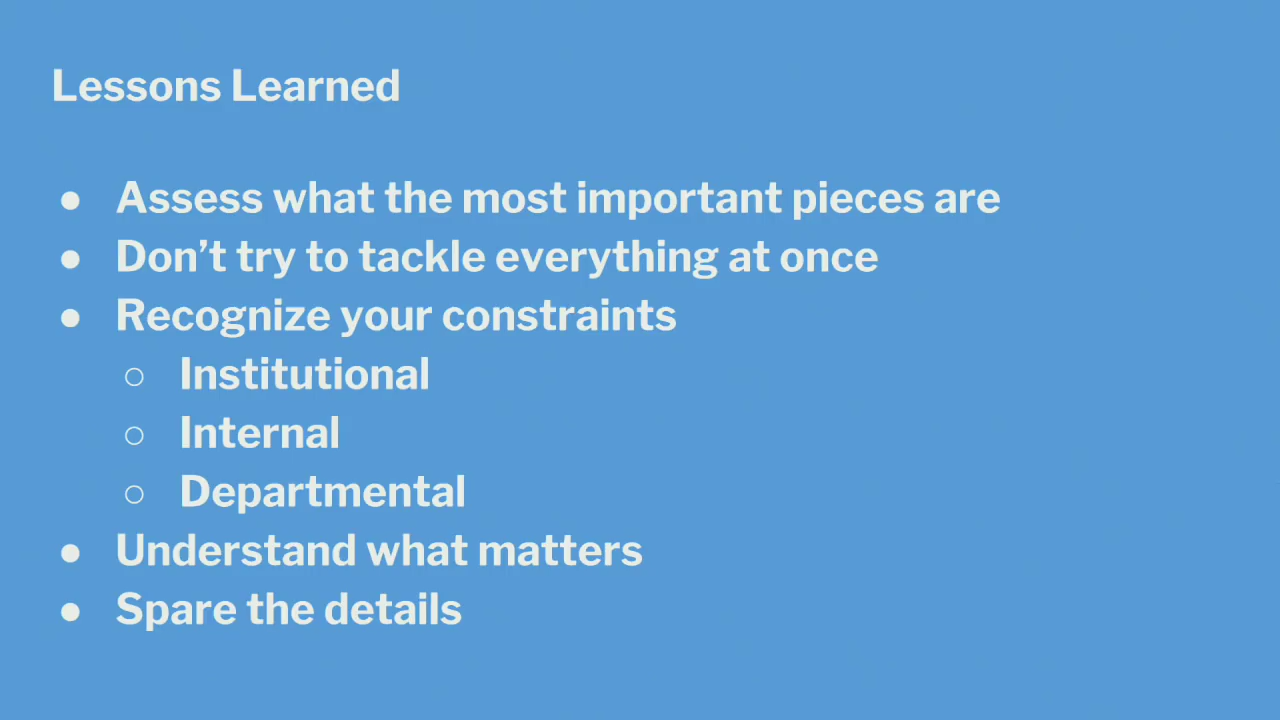 Lessons Learned
● Assess what the most important pieces are
● Don’t try to tackle everything at once
● Recognize your constraints
○ Institutional
○ Internal
○ Departmental
● Understand what matters
● Spare the details